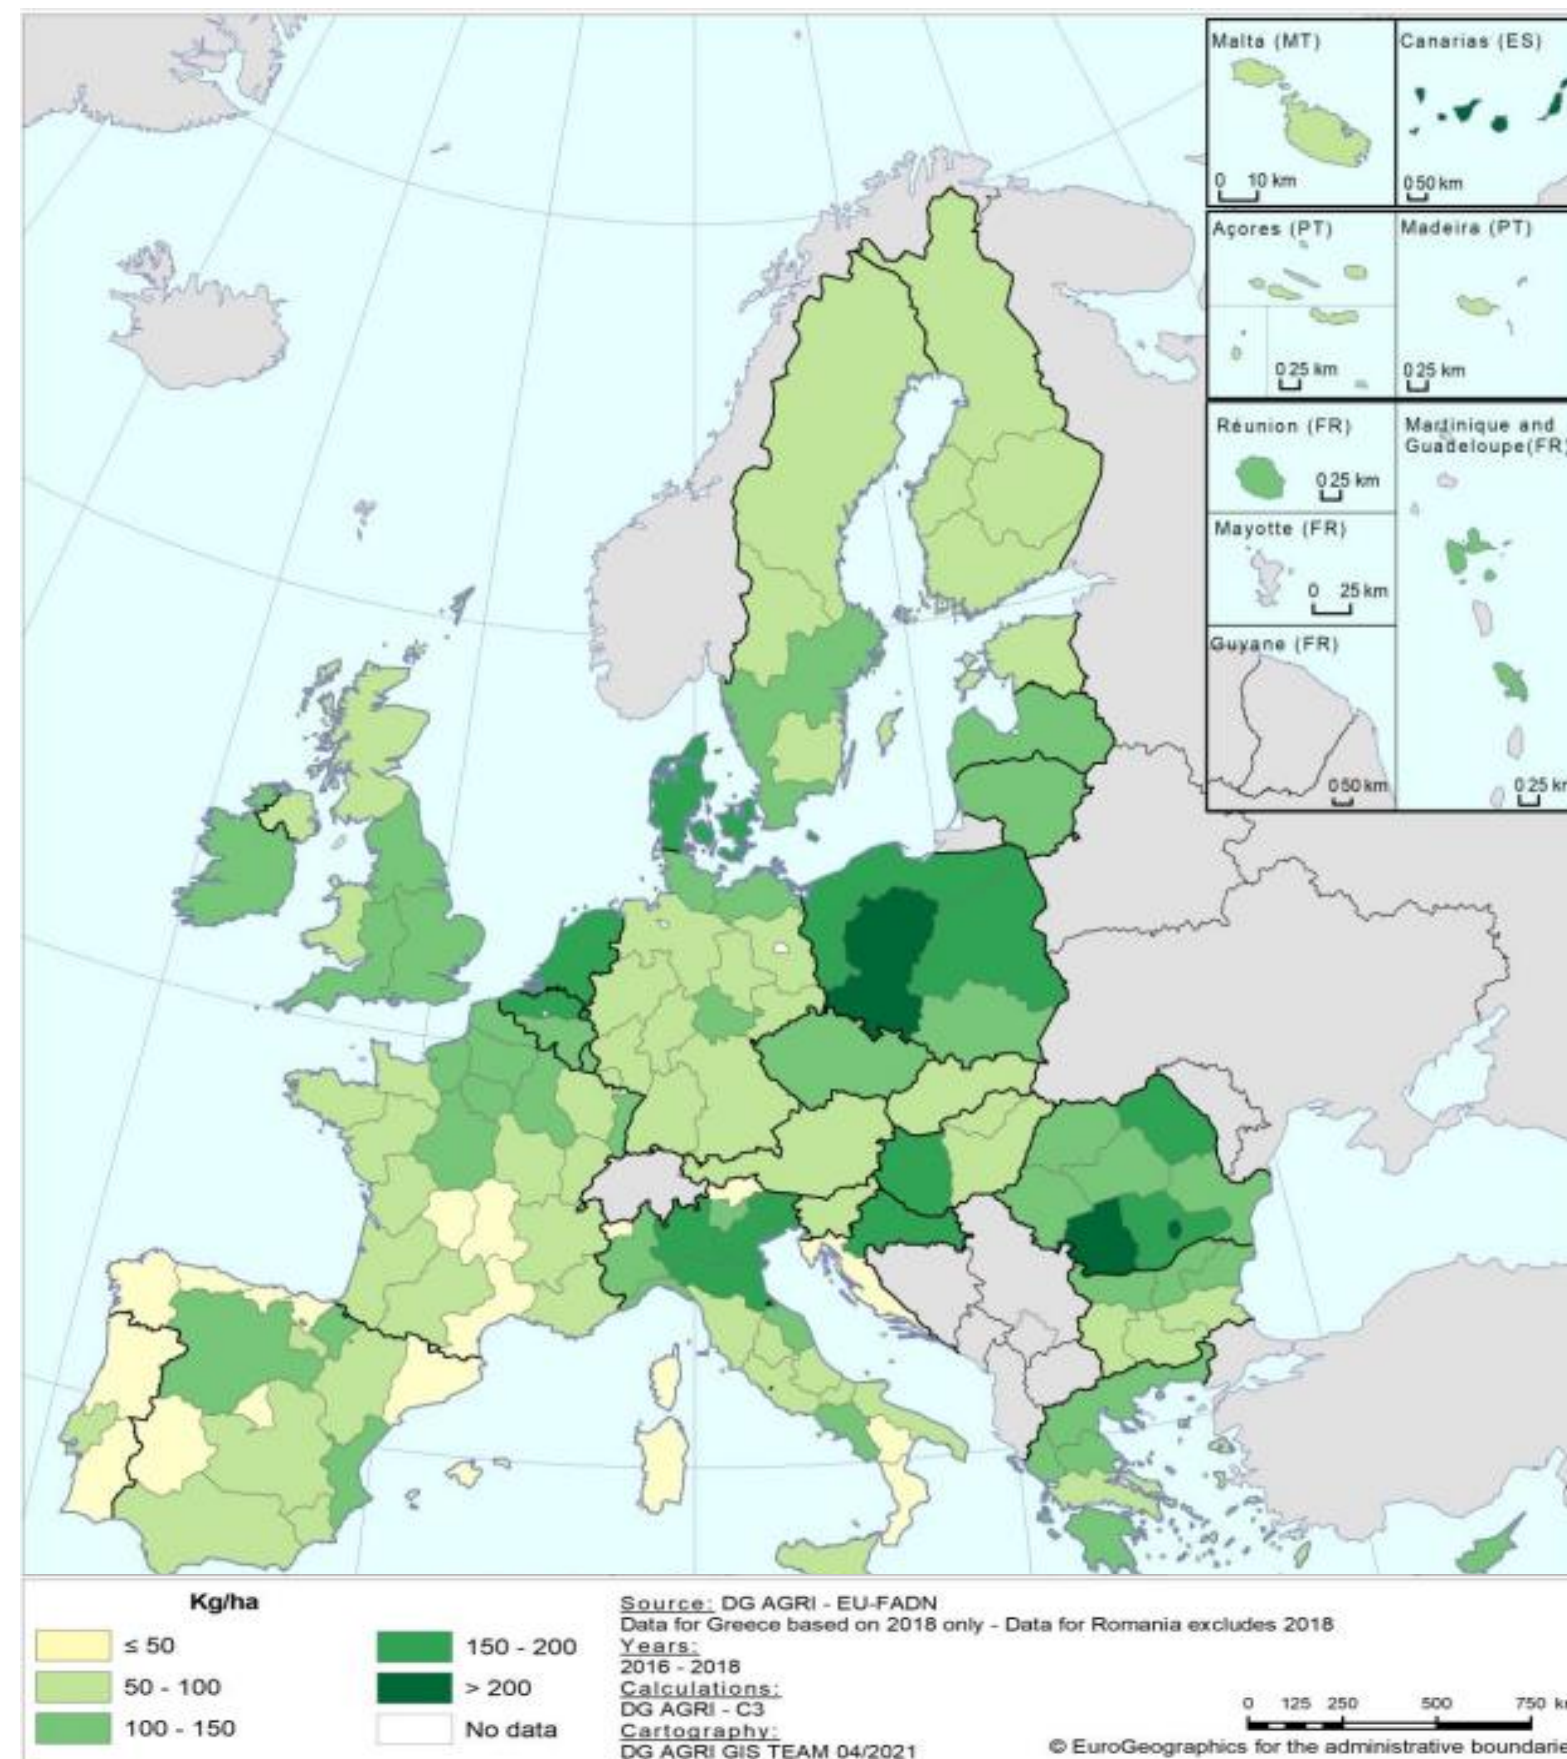 Malta (MT)
Canarias (ES)
0 10 km
0 50 km
Açores (PT)
Madeira (PT)
0 25 km
0 25 km
Réunion (FR)
0 25 km
Martinique and
Guadeloupe(FR)
Mayotte (FR)
0 25 km
Guyane (FR)
0 50 km
0 25 km
Kg/ha
≤ 50
50 - 100
100 - 150
150 - 200
> 200
No data
Source: DG AGRI - EU-FADN
Data for Greece based on 2018 only - Data for Romania excludes 2018
Years:
2016 - 2018
Calculations:
DG AGRI - C3
Cartography:
DG AGRI GIS TEAM 04/2021
0 125 250 500 750 km
© EuroGeographics for the administrative boundaries